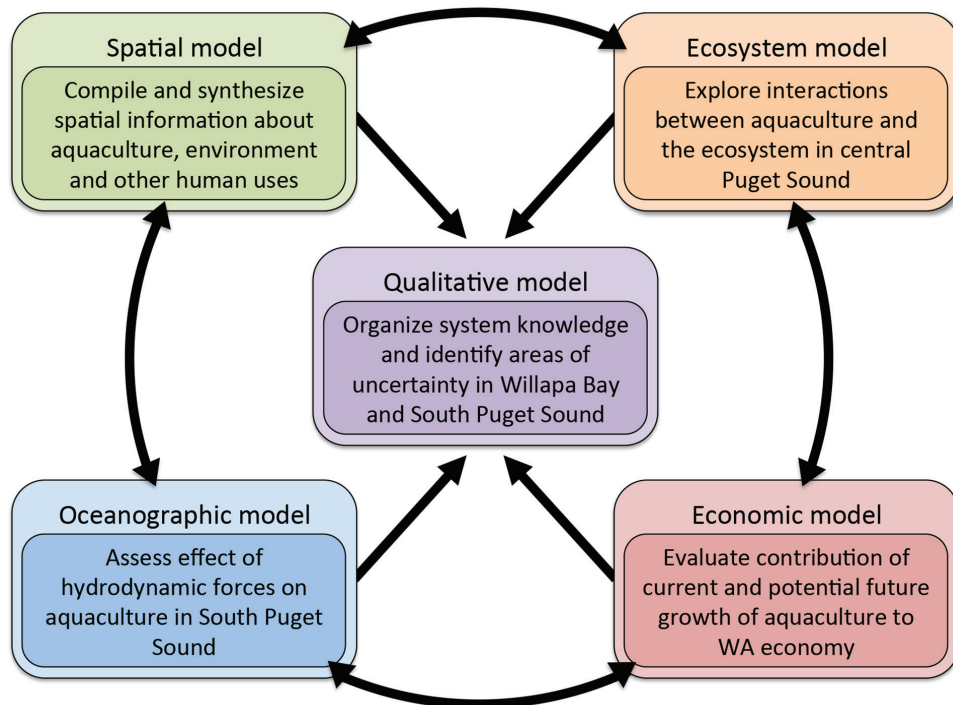 Spatial model
Compile and synthesize
spatial information about
aquaculture, environment
and other human uses
Ecosystem model
Explore interactions
between aquaculture and
the ecosystem in central
Puget Sound
Qualitative model
Organize system knowledge
and identify areas of
uncertainty in Willapa Bay
and South Puget Sound
Oceanographic model
Assess effect of
hydrodynamic forces on
aquaculture in South Puget
Sound
Economic model
Evaluate contribution of
current and potential future
growth of aquaculture to
WA economy